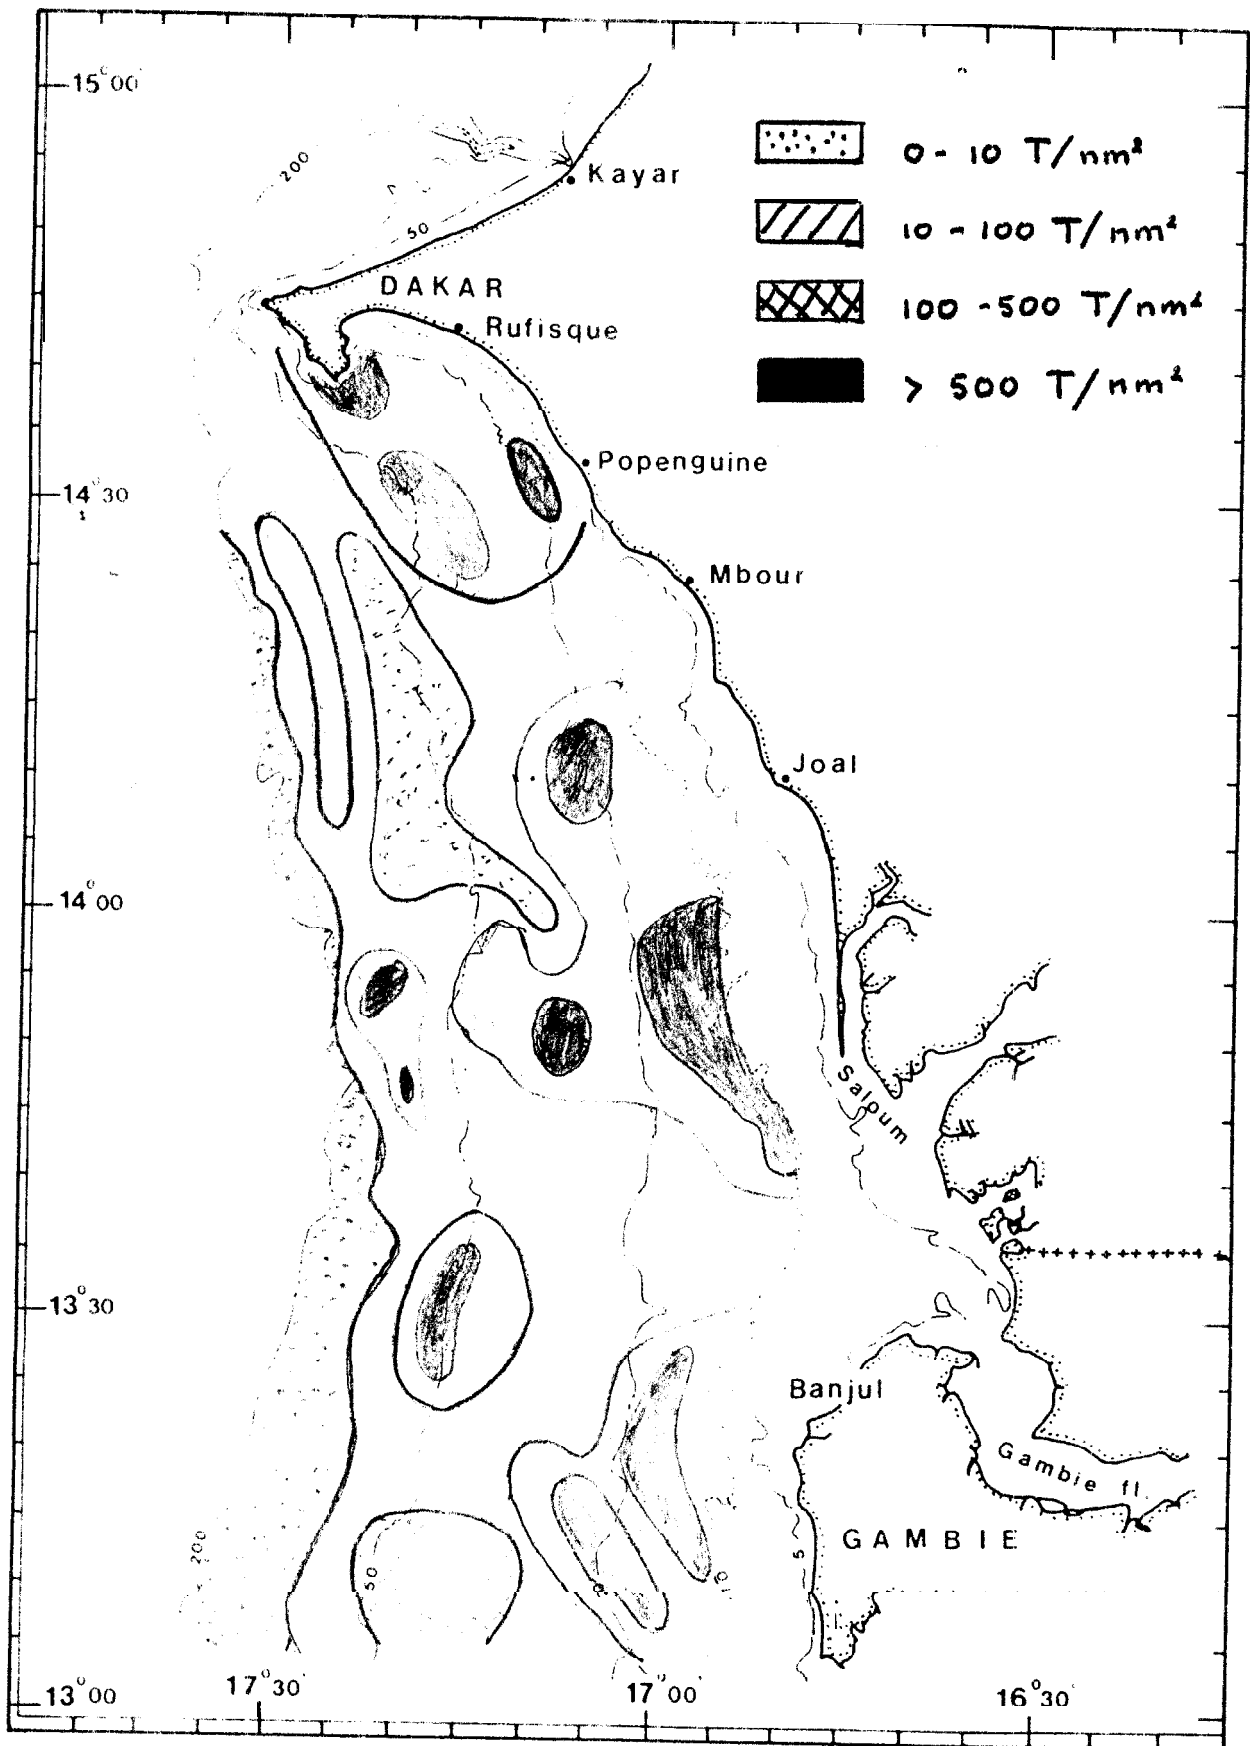 15°00'
200
Kayar
0 - 10 T/nm²
10 - 100 T/nm²
100 - 500 T/nm²
> 500 T/nm²
50
DAKAR
Rufisque
Popenguine
14°30
Mbour
Joal
14°00
Saloum
13°30
Banjul
Gambie fl.
GAMBIE
200
50
10
5
13°00
17°30'
17°00'
16°30'